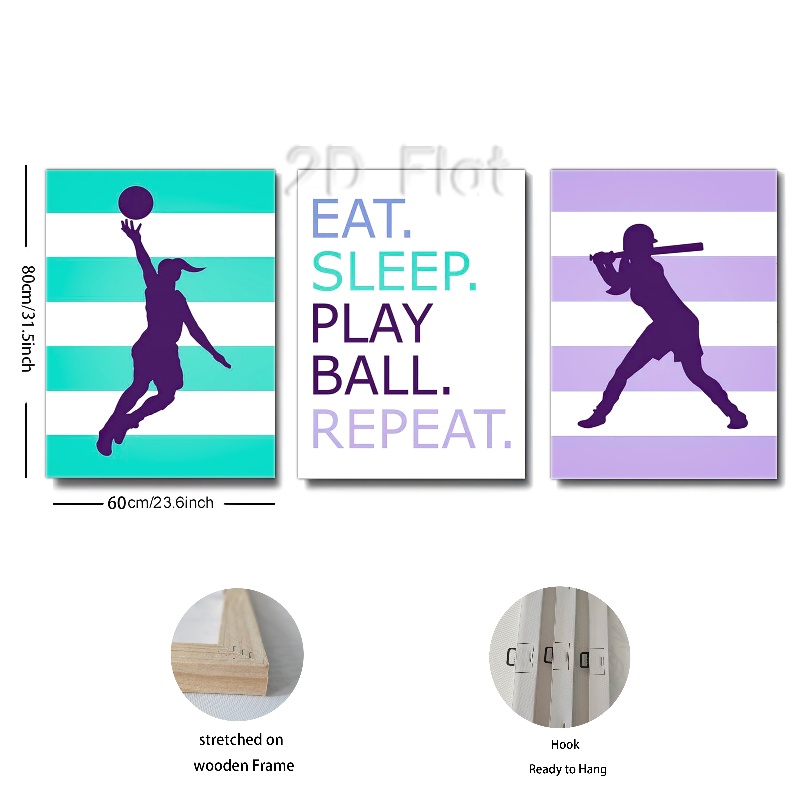 2D Flat
EAT.
SLEEP.
PLAY
BALL.
REPEAT.
80cm/31.5inch
60cm/23.6inch
stretched on
wooden Frame
Hook
Ready to Hang